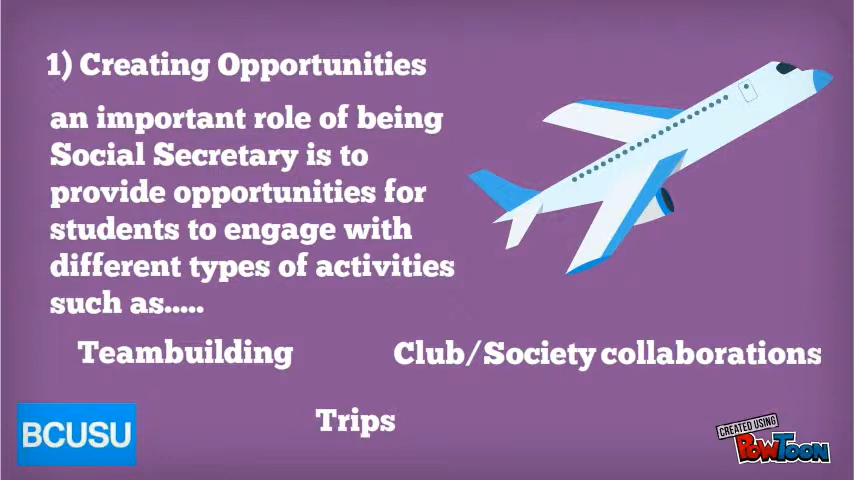 1) Creating Opportunities
an important role of being
Social Secretary is to
provide opportunities for
students to engage with
different types of activities
such as.....
Teambuilding
Club/Society collaborations
Trips
BCUSU
CREATED USING
POWTOON